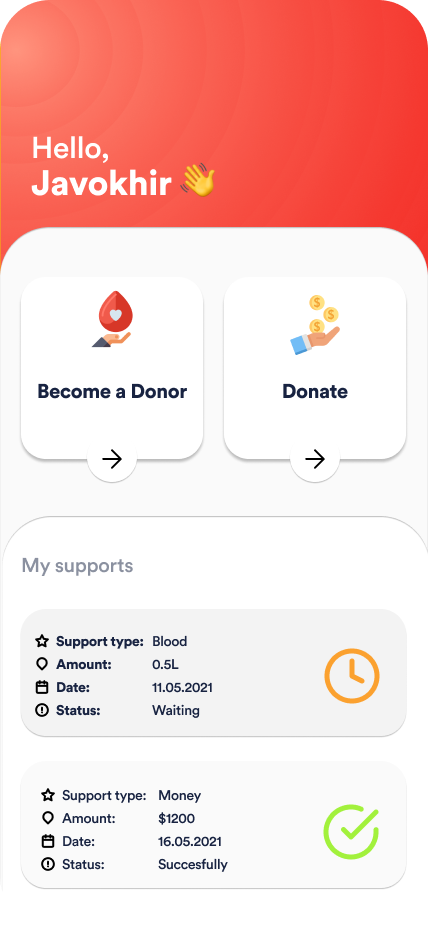 Hello,
Javokhir 👋
Become a Donor
Donate
My supports
Support type: Blood
Amount: 0.5L
Date: 11.05.2021
Status: Waiting
Support type: Money
Amount: $1200
Date: 16.05.2021
Status: Succesfully